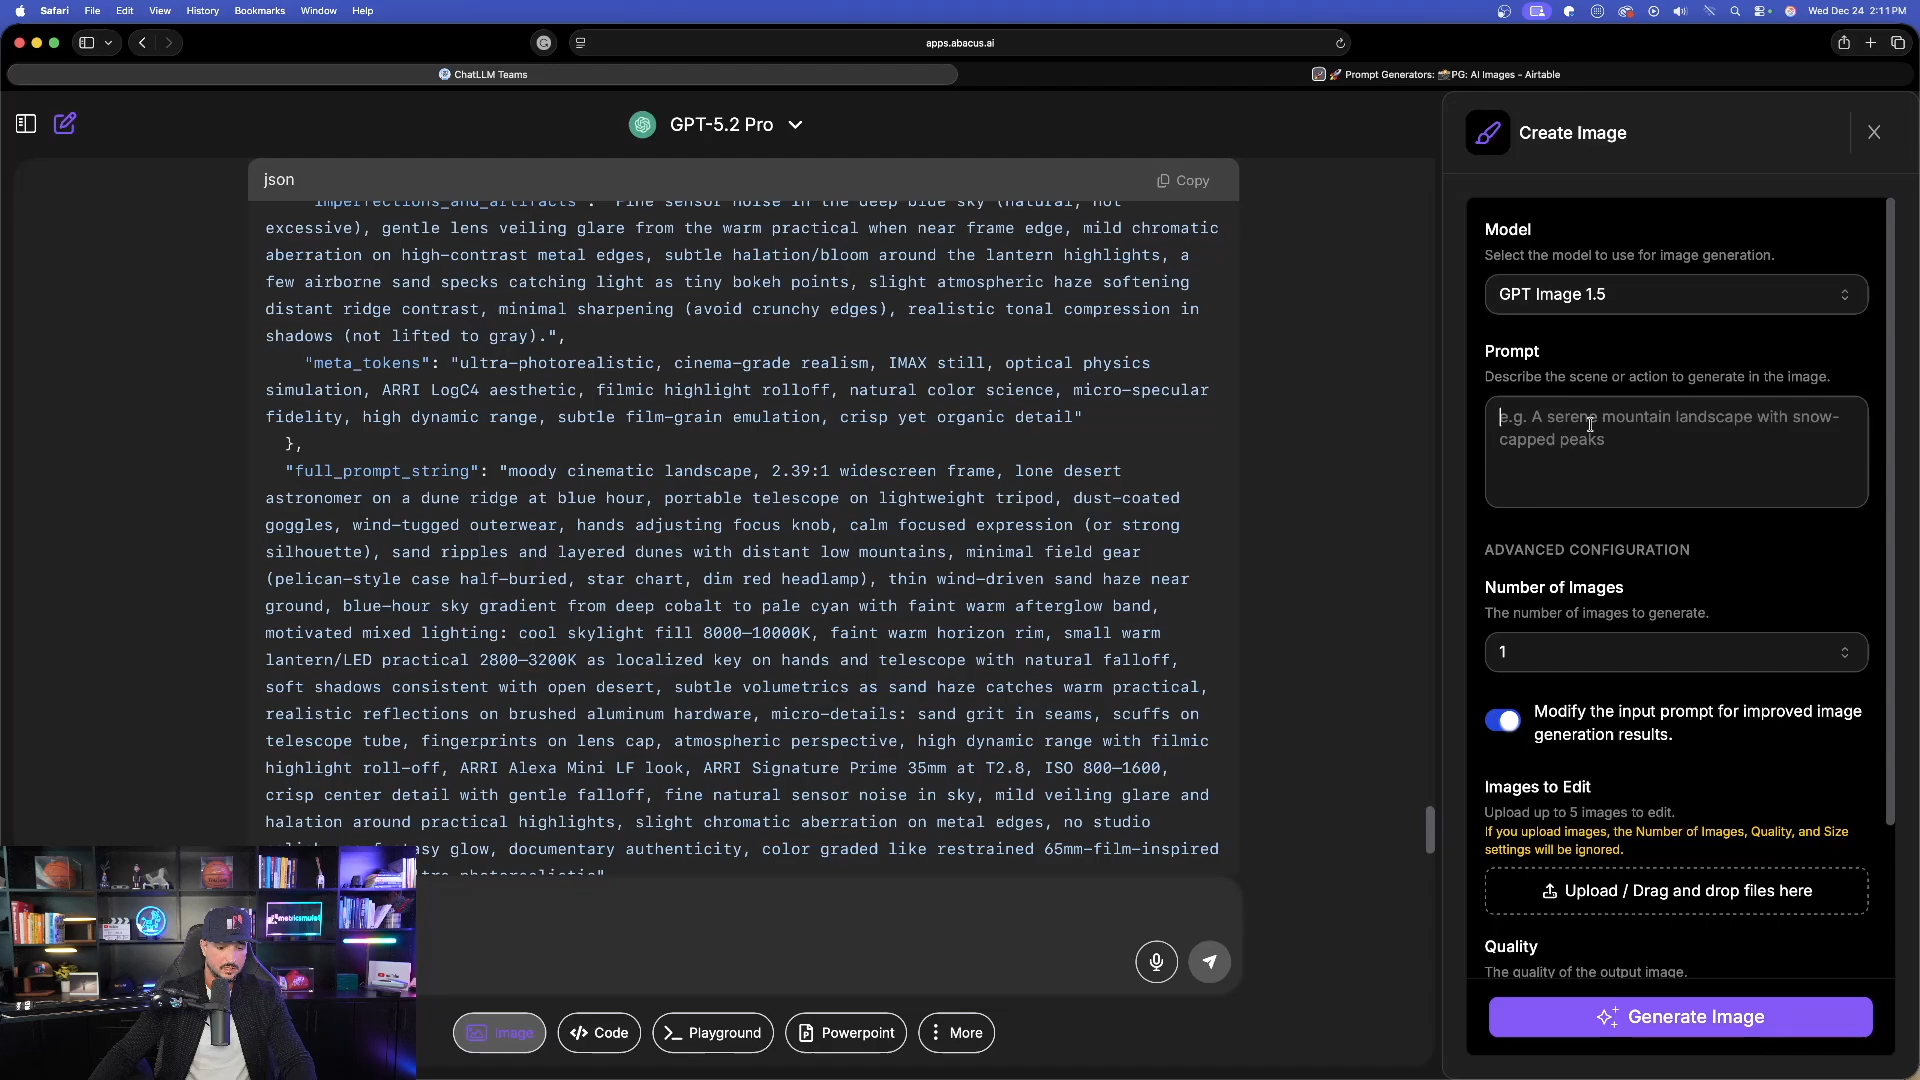 Safari File Edit View History Bookmarks Window Help
Wed Dec 24 2:11 PM
apps.abacus.ai
ChatLLM Teams
Prompt Generators: PG: AI Images - Airtable
GPT-5.2 Pro
json
Copy
"imperfections_and_artifacts": "Fine sensor noise in the deep blue sky (natural, not
excessive), gentle lens veiling glare from the warm practical when near frame edge, mild chromatic
aberration on high-contrast metal edges, subtle halation/bloom around the lantern highlights, a
few airborne sand specks catching light as tiny bokeh points, slight atmospheric haze softening
distant ridge contrast, minimal sharpening (avoid crunchy edges), realistic tonal compression in
shadows (not lifted to gray).",
"meta_tokens": "ultra-photorealistic, cinema-grade realism, IMAX still, optical physics
simulation, ARRI LogC4 aesthetic, filmic highlight rolloff, natural color science, micro-specular
fidelity, high dynamic range, subtle film-grain emulation, crisp yet organic detail"
},
"full_prompt_string": "moody cinematic landscape, 2.39:1 widescreen frame, lone desert
astronomer on a dune ridge at blue hour, portable telescope on lightweight tripod, dust-coated
goggles, wind-tugged outerwear, hands adjusting focus knob, calm focused expression (or strong
silhouette), sand ripples and layered dunes with distant low mountains, minimal field gear
(pelican-style case half-buried, star chart, dim red headlamp), thin wind-driven sand haze near
ground, blue-hour sky gradient from deep cobalt to pale cyan with faint warm afterglow band,
motivated mixed lighting: cool skylight fill 8000–10000K, faint warm horizon rim, small warm
lantern/LED practical 2800–3200K as localized key on hands and telescope with natural falloff,
soft shadows consistent with open desert, subtle volumetrics as sand haze catches warm practical,
realistic reflections on brushed aluminum hardware, micro-details: sand grit in seams, scuffs on
telescope tube, fingerprints on lens cap, atmospheric perspective, high dynamic range with filmic
highlight roll-off, ARRI Alexa Mini LF look, ARRI Signature Prime 35mm at T2.8, ISO 800–1600,
crisp center detail with gentle falloff, fine natural sensor noise in sky, mild veiling glare and
halation around practical highlights, slight chromatic aberration on metal edges, no studio
glow, documentary authenticity, color graded like restrained 65mm-film-inspired
Image
Code
Playground
Powerpoint
More
Create Image
Model
Select the model to use for image generation.
GPT Image 1.5
Prompt
Describe the scene or action to generate in the image.
e.g. A serene mountain landscape with snow-
capped peaks
ADVANCED CONFIGURATION
Number of Images
The number of images to generate.
1
Modify the input prompt for improved image
generation results.
Images to Edit
Upload up to 5 images to edit.
If you upload images, the Number of Images, Quality, and Size
settings will be ignored.
Upload / Drag and drop files here
Quality
The quality of the output image.
Generate Image